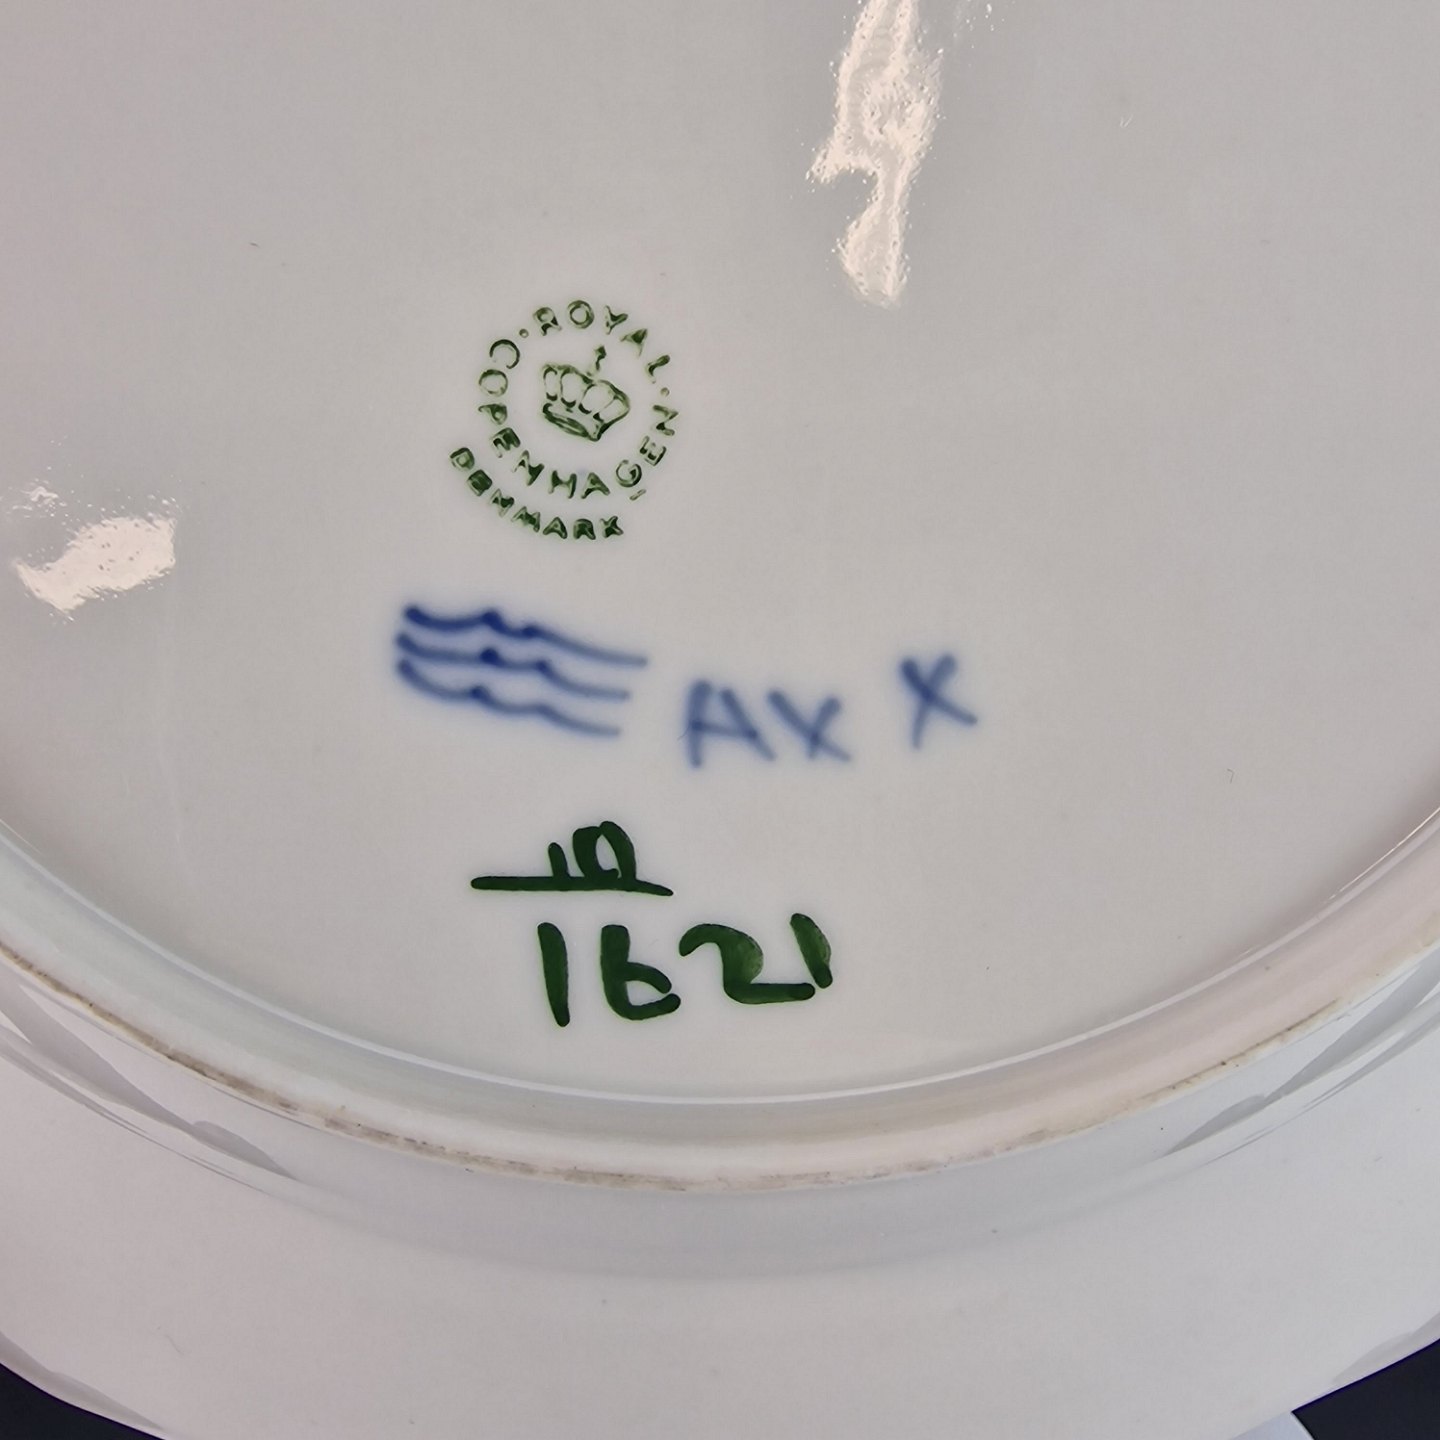 ROYAL · COPENHAGEN ·
DENMARK
AX X
10
1621